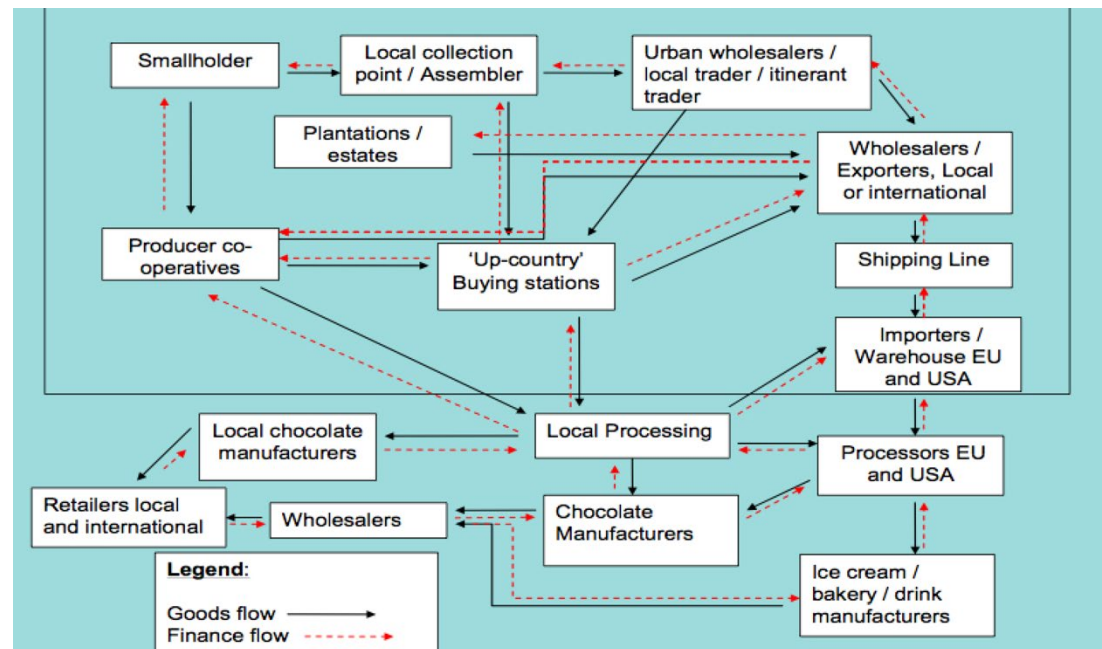 Smallholder
Local collection
point / Assembler
Urban wholesalers /
local trader / itinerant
trader
Plantations /
estates
Wholesalers /
Exporters, Local
or international
Producer co-
operatives
‘Up-country’
Buying stations
Shipping Line
Importers /
Warehouse EU
and USA
Local chocolate
manufacturers
Local Processing
Processors EU
and USA
Retailers local
and international
Wholesalers
Chocolate
Manufacturers
Ice cream /
bakery / drink
manufacturers
Legend:
Goods flow
Finance flow